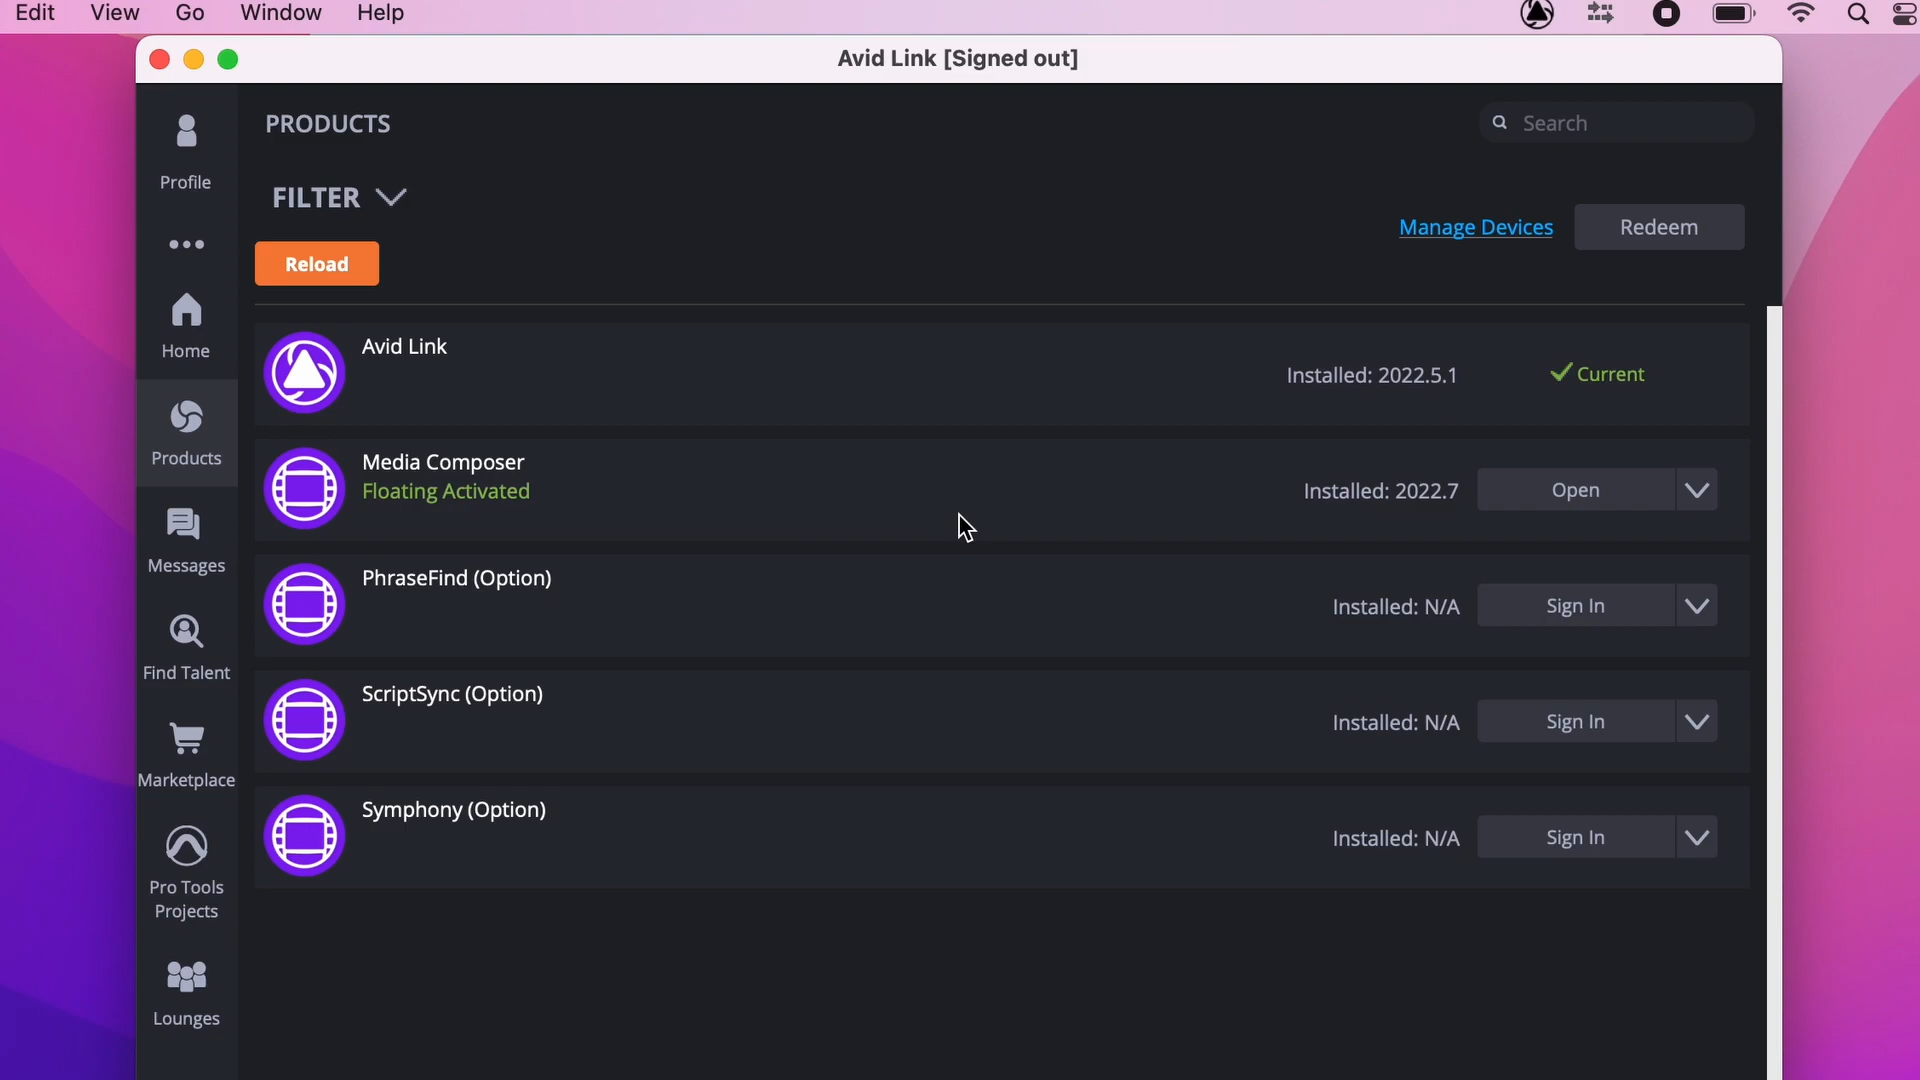 Edit View Go Window Help
Avid Link [Signed out]
Profile
Home
Products
Messages
Find Talent
Marketplace
Pro Tools
Projects
Lounges
PRODUCTS
Search
FILTER
Manage Devices
Redeem
Reload
Avid Link
Installed: 2022.5.1
Current
Media Composer
Floating Activated
Installed: 2022.7
Open
PhraseFind (Option)
Installed: N/A
Sign In
ScriptSync (Option)
Installed: N/A
Sign In
Symphony (Option)
Installed: N/A
Sign In